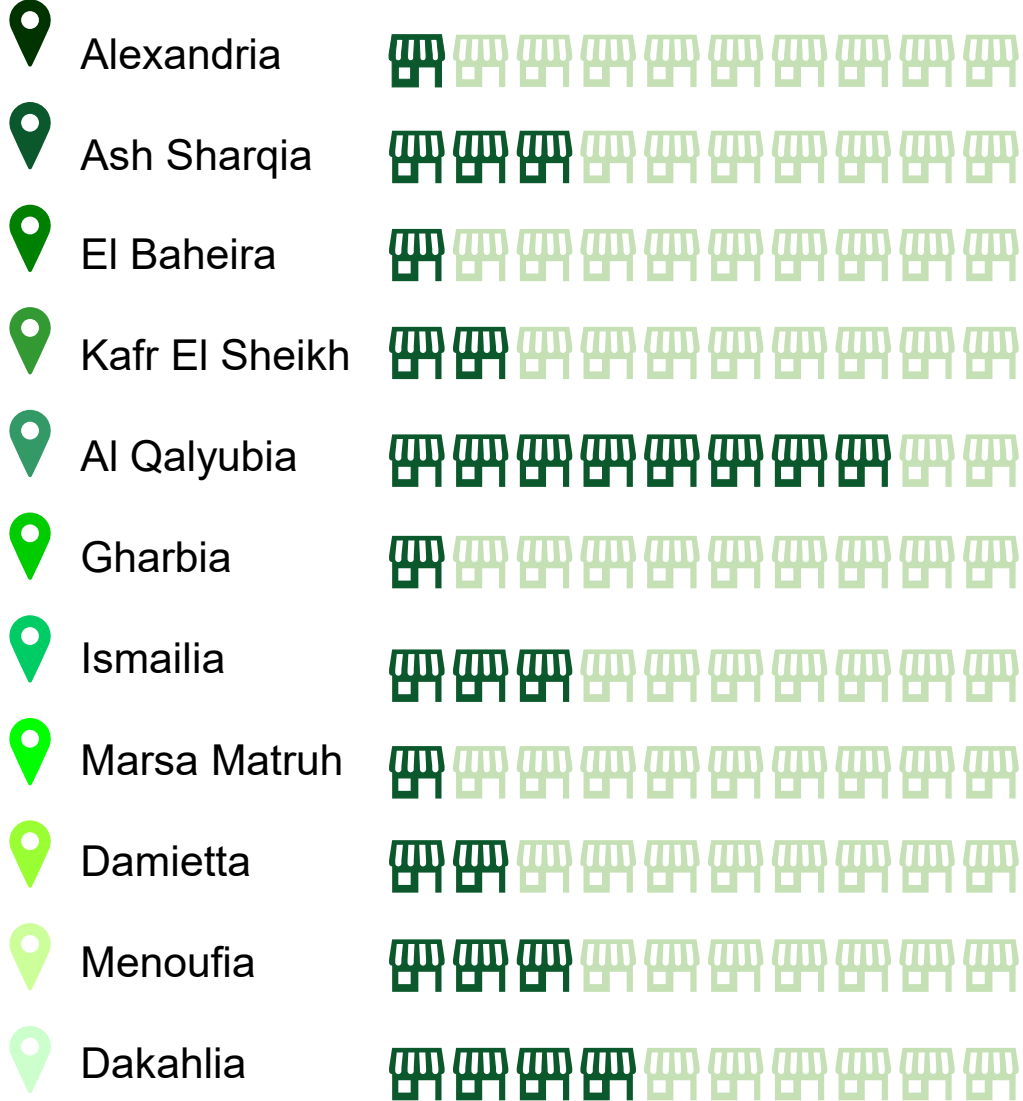 Alexandria
Ash Sharqia
El Baheira
Kafr El Sheikh
Al Qalyubia
Gharbia
Ismailia
Marsa Matruh
Damietta
Menoufia
Dakahlia